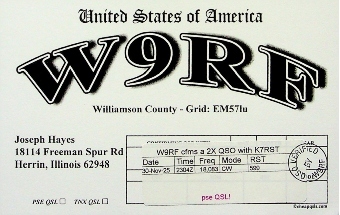 United States of America
W9RF
Williamson County - Grid: EM57lu
Joseph Hayes
18114 Freeman Spur Rd
Herrin, Illinois 62948
W9RF cfms a 2X QSO with K7RST
Date Time Freq Mode RST
30-Nov-25 2304Z 18.083 CW 599
pse QSL!
PSE QSL TNX QSL
©cheapqsls.com